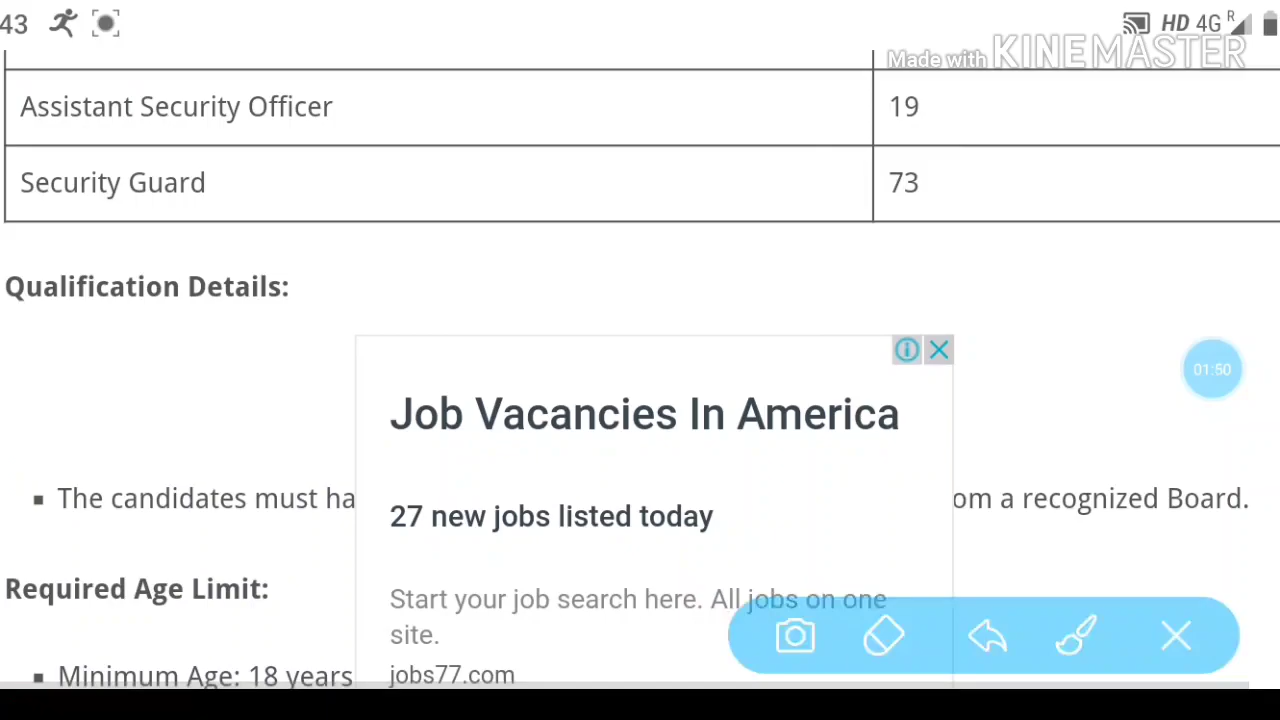 43 HD 4G R
Made with KINEMASTER
Assistant Security Officer 19
Security Guard 73
Qualification Details:
Job Vacancies In America
01:50
The candidates must ha om a recognized Board.
27 new jobs listed today
Required Age Limit:
Start your job search here. All jobs on one
site.
Minimum Age: 18 years
jobs77.com